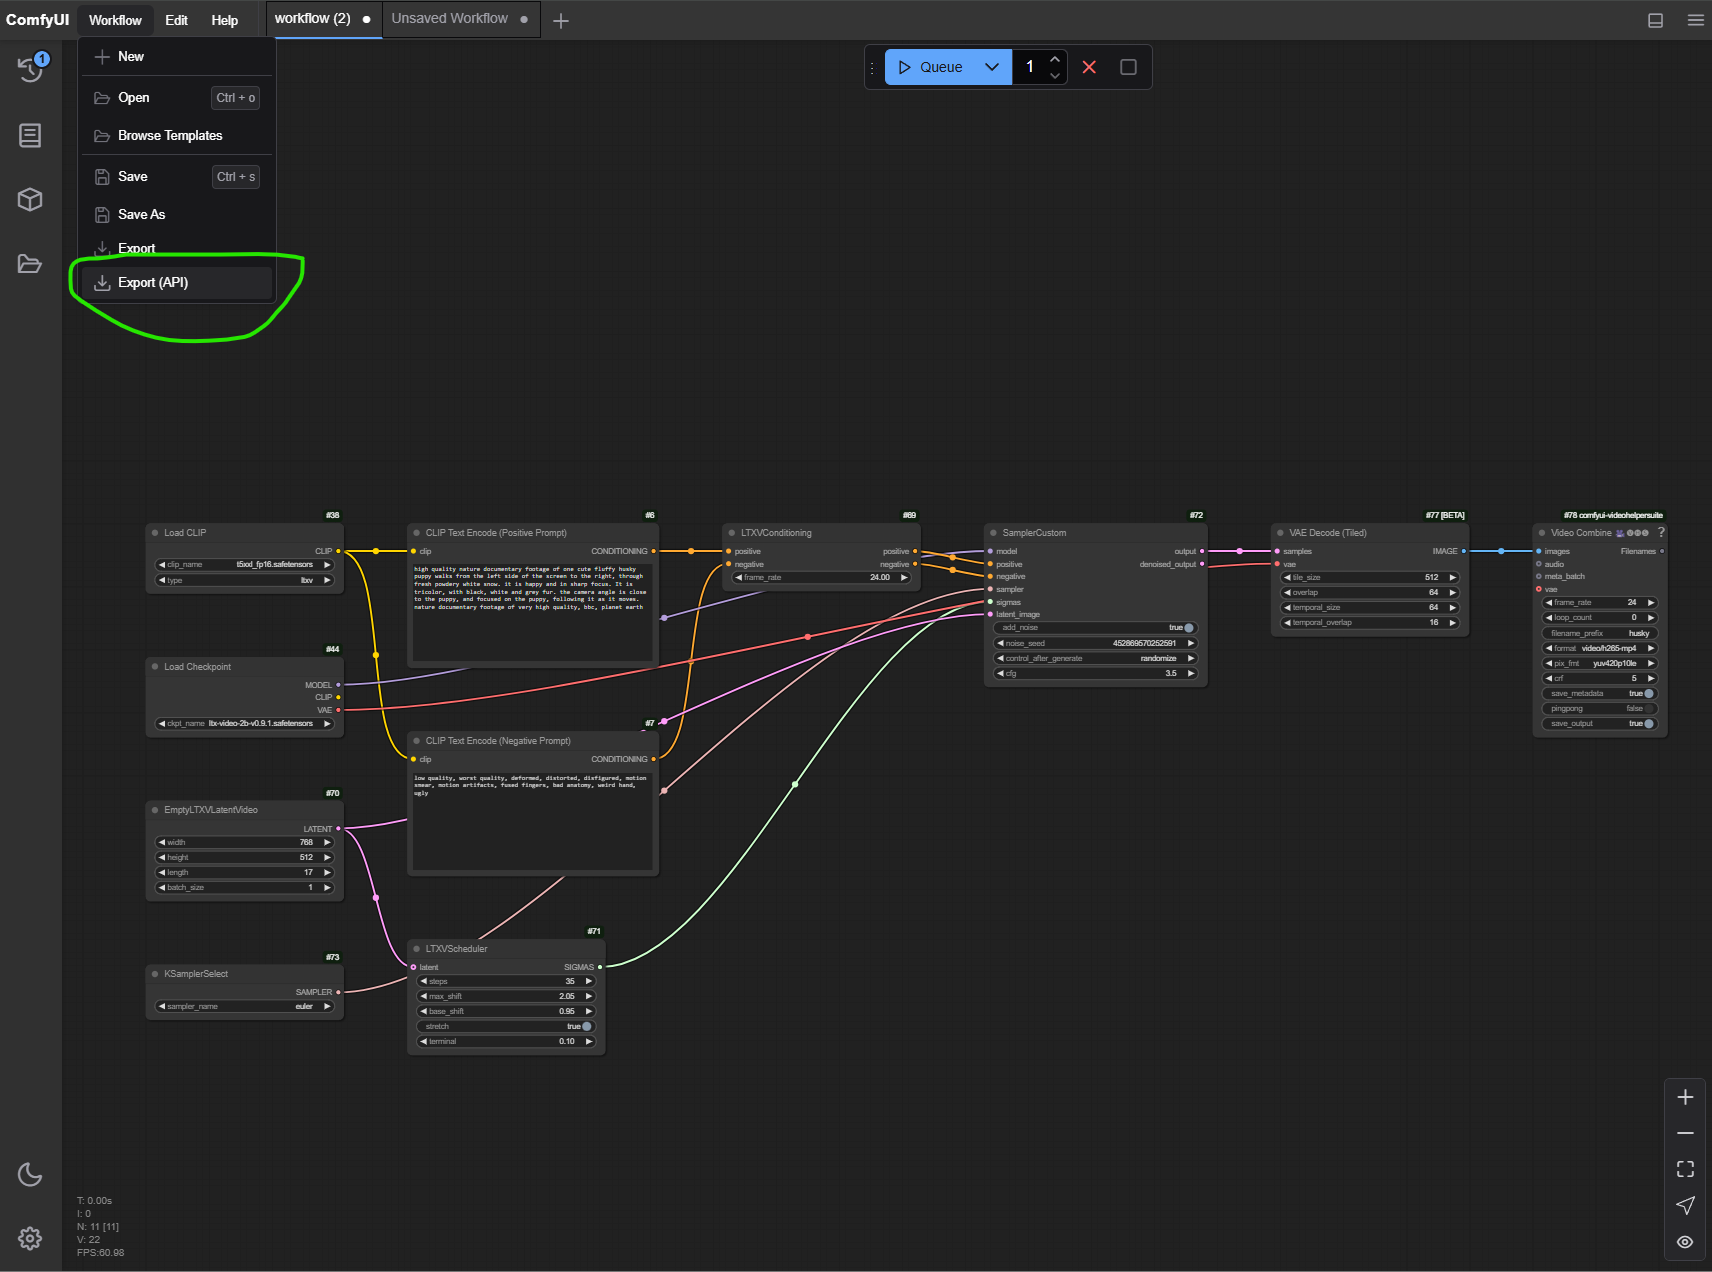 ComfyUI
Workflow
Edit
Help
workflow (2)
Unsaved Workflow
1
New
Open
Ctrl + o
Browse Templates
Save
Ctrl + s
Save As
Export
Export (API)
Queue
1
#38
Load CLIP
CLIP
clip_name t5xxl_fp16.safetensors
type ltxv
#6
CLIP Text Encode (Positive Prompt)
clip CONDITIONING
high quality nature documentary footage of one cute fluffy husky
puppy walks from the left side of the screen to the right, through
fresh powdery white snow. it is happy and in sharp focus. It is
tricolor, with black, white and grey fur. the camera angle is close
to the puppy, and focused on the puppy, following it as it moves.
nature documentary footage of very high quality, bbc, planet earth
#69
LTXVConditioning
positive positive
negative negative
frame_rate 24.00
#72
SamplerCustom
model output
positive denoised_output
negative
sampler
sigmas
latent_image
add_noise true
noise_seed 452869570252591
control_after_generate randomize
cfg 3.5
#77 [BETA]
VAE Decode (Tiled)
samples IMAGE
vae
tile_size 512
overlap 64
temporal_size 64
temporal_overlap 16
#78 comfyui-videohelpersuite
Video Combine ?
images Filenames
audio
meta_batch
vae
frame_rate 24
loop_count 0
filename_prefix husky
format video/h265-mp4
pix_fmt yuv420p10le
crf 5
save_metadata true
pingpong false
save_output true
#44
Load Checkpoint
MODEL
CLIP
VAE
ckpt_name ltx-video-2b-v0.9.1.safetensors
#7
CLIP Text Encode (Negative Prompt)
clip CONDITIONING
low quality, worst quality, deformed, distorted, disfigured, motion
smear, motion artifacts, fused fingers, bad anatomy, weird hand,
ugly
#70
EmptyLTXVLatentVideo
LATENT
width 768
height 512
length 17
batch_size 1
#71
LTXVScheduler
latent SIGMAS
steps 35
max_shift 2.05
base_shift 0.95
stretch true
terminal 0.10
#73
KSamplerSelect
SAMPLER
sampler_name euler
T: 0.00s
I: 0
N: 11 [11]
V: 22
FPS:60.98